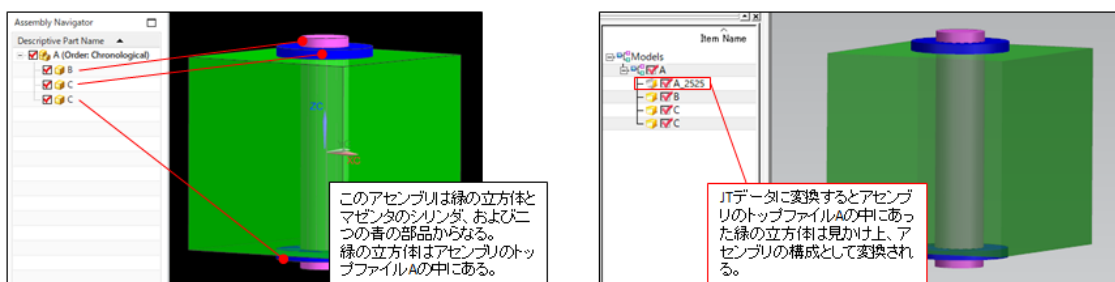 Assembly Navigator
Descriptive Part Name
A (Order: Chronological)
B
C
C
ZC
このアセンブリは緑の立方体と
マゼンタのシリンダ、および二
つの青の部品からなる。
緑の立方体はアセンブリのトッ
プファイルAの中にある。
Item Name
Models
A
A_2525
B
C
C
JTデータに変換するとアセンブ
リのトップファイルAの中にあっ
た緑の立方体は見かけ上、ア
センブリの構成として変換され
る。